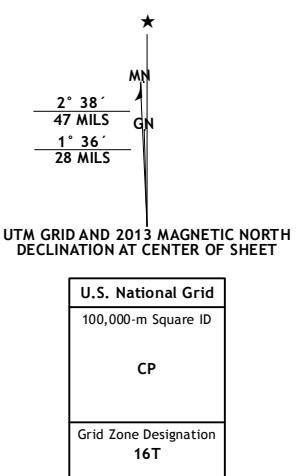 ★
MN
2° 38´
47 MILS
GN
1° 36´
28 MILS
UTM GRID AND 2013 MAGNETIC NORTH
DECLINATION AT CENTER OF SHEET
U.S. National Grid
100,000-m Square ID
CP
Grid Zone Designation
16T